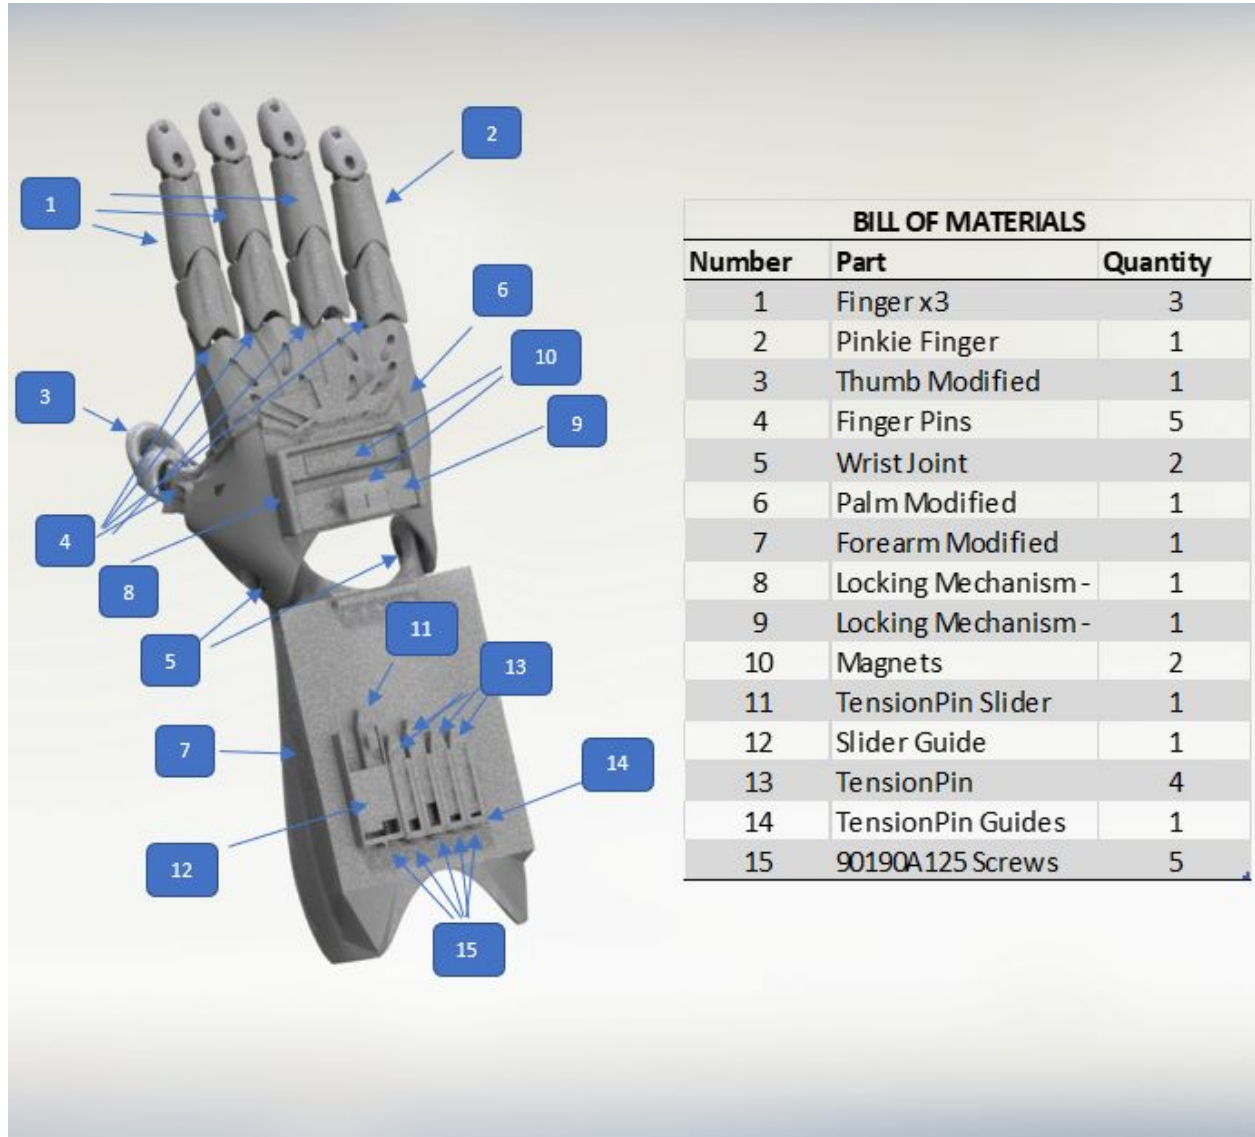 2
1
6
10
3
9
4
8
11
5
13
7
14
12
15
BILL OF MATERIALS
Number Part Quantity
1 Finger x3 3
2 Pinkie Finger 1
3 Thumb Modified 1
4 Finger Pins 5
5 Wrist Joint 2
6 Palm Modified 1
7 Forearm Modified 1
8 Locking Mechanism - 1
9 Locking Mechanism - 1
10 Magnets 2
11 TensionPin Slider 1
12 Slider Guide 1
13 TensionPin 4
14 TensionPin Guides 1
15 90190A125 Screws 5